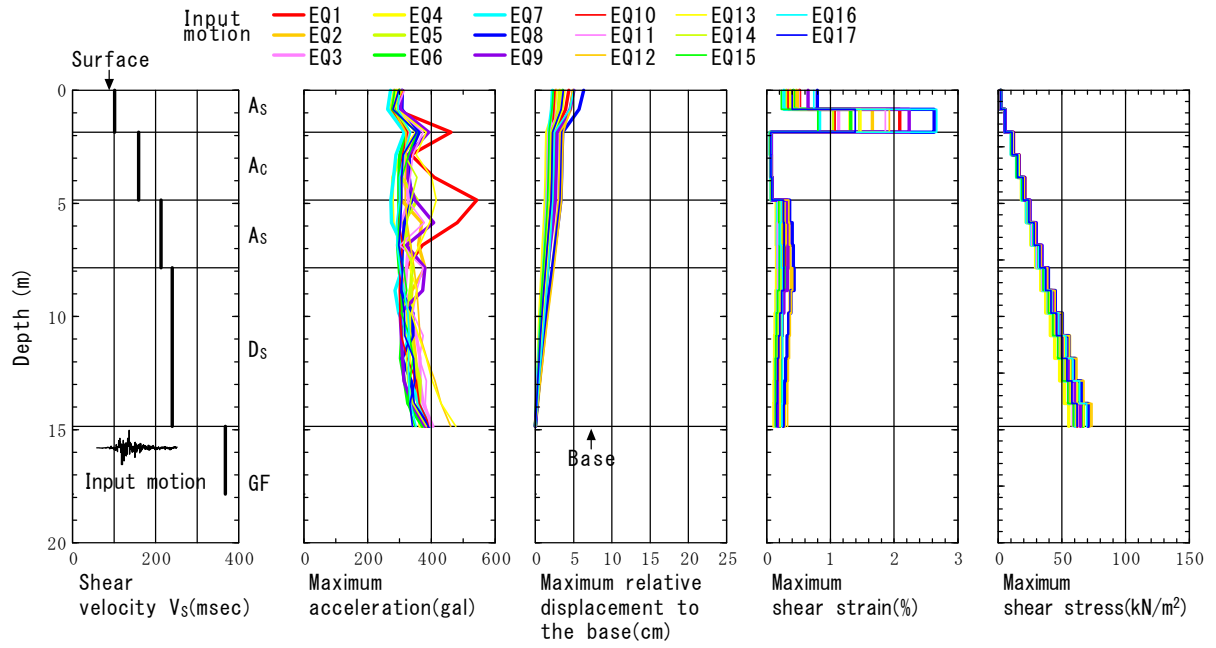 Input motion
EQ1 EQ4 EQ7 EQ10 EQ13 EQ16
EQ2 EQ5 EQ8 EQ11 EQ14 EQ17
EQ3 EQ6 EQ9 EQ12 EQ15
Surface
0
5
10
15
20
Depth (m)
As
Ac
As
Ds
GF
Input motion
Base
0 200 400
0 200 400 600
0 5 10 15 20 25
0 1 2 3
0 50 100 150
Shear
velocity Vs(msec)
Maximum
acceleration(gal)
Maximum relative
displacement to
the base(cm)
Maximum
shear strain(%)
Maximum
shear stress(kN/m²)